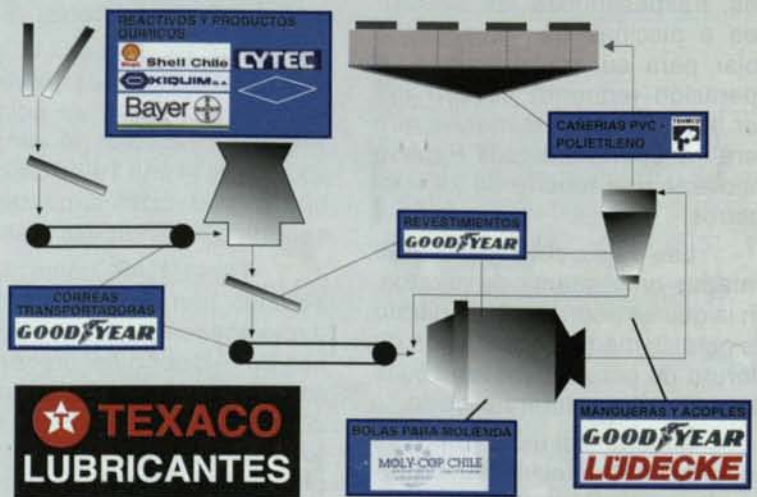 REACTIVOS Y PRODUCTOS
QUIMICOS
Shell Chile
CYTEC
OXIQUIM S.A.
Bayer
BAYER
CAÑERIAS PVC -
POLIETILENO
REVESTIMIENTOS
GOODYEAR
CORREAS
TRANSPORTADORAS
GOODYEAR
TEXACO
LUBRICANTES
BOLAS PARA MOLIENDA
MOLY-COP CHILE
MANGUERAS Y ACOPLES
GOODYEAR
LÜDECKE